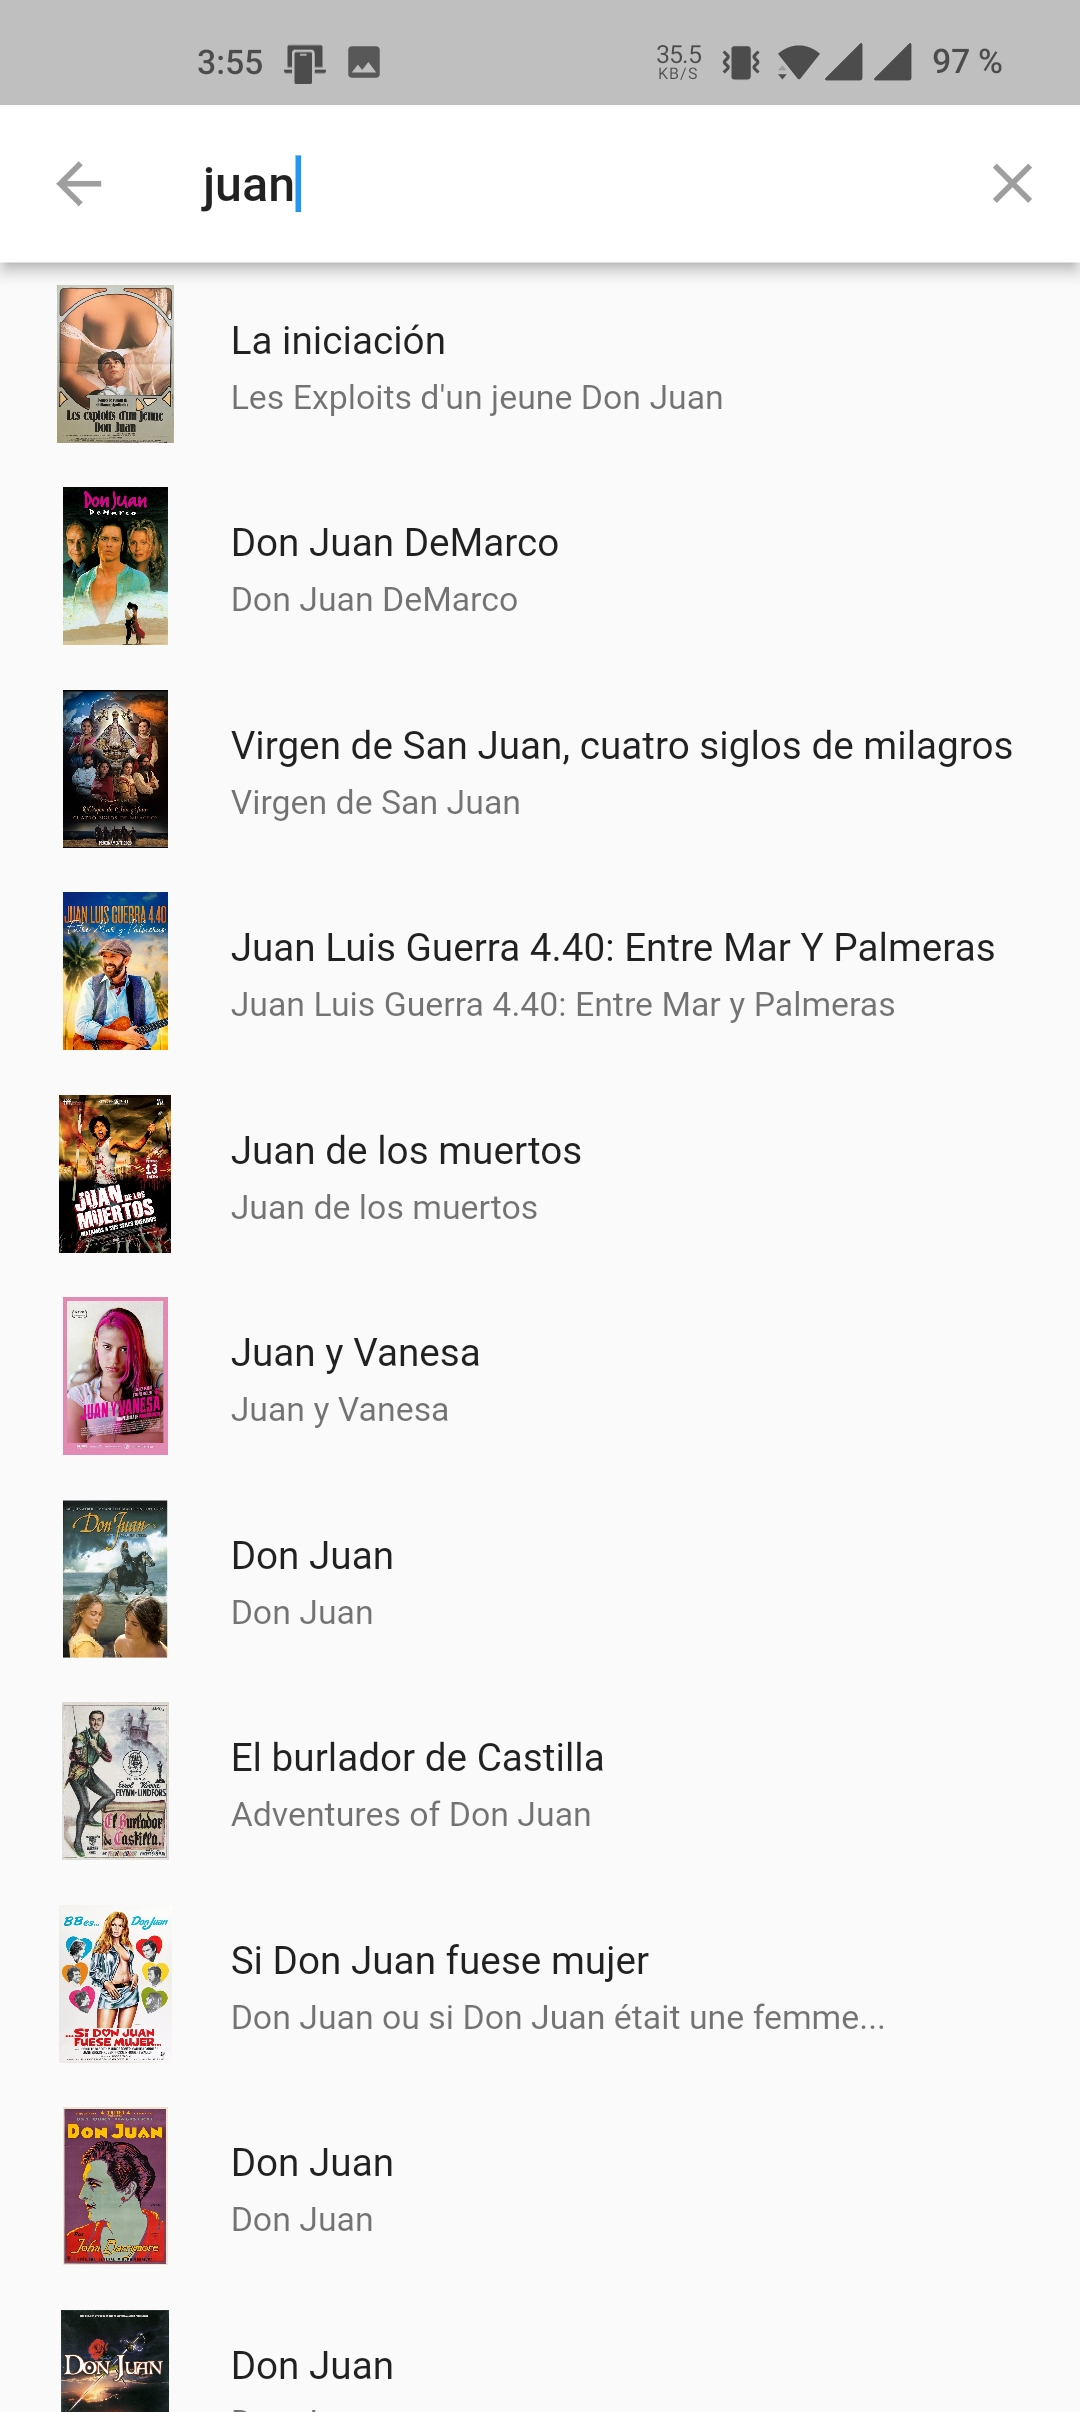 3:55
35.5
KB/S
97 %
juan
Les exploits d'un jeune
Don Juan
La iniciación
Les Exploits d'un jeune Don Juan
Don Juan
DeMarco
Don Juan DeMarco
Don Juan DeMarco
Virgen de San Juan, cuatro siglos de milagros
Virgen de San Juan
JUAN LUIS GUERRA 4.40
Entre Mar y Palmeras
Juan Luis Guerra 4.40: Entre Mar Y Palmeras
Juan Luis Guerra 4.40: Entre Mar y Palmeras
JUAN DE LOS
MUERTOS
Juan de los muertos
Juan de los muertos
JUAN Y VANESA
Juan y Vanesa
Juan y Vanesa
Don Juan
Don Juan
Don Juan
FLYNN-LINDFORS
El Burlador
de Castilla.
El burlador de Castilla
Adventures of Don Juan
BB es... Don Juan
...SI DON JUAN
FUESE MUJER...
Si Don Juan fuese mujer
Don Juan ou si Don Juan était une femme...
DON JUAN
John Barrymore
Don Juan
Don Juan
DON JUAN
Don Juan